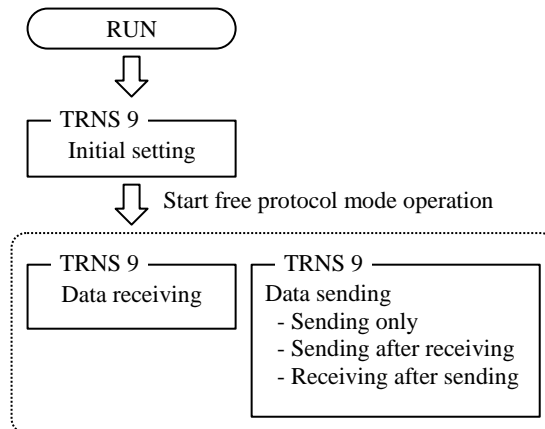 RUN
TRNS 9
Initial setting
Start free protocol mode operation
TRNS 9
Data receiving
TRNS 9
Data sending
- Sending only
- Sending after receiving
- Receiving after sending